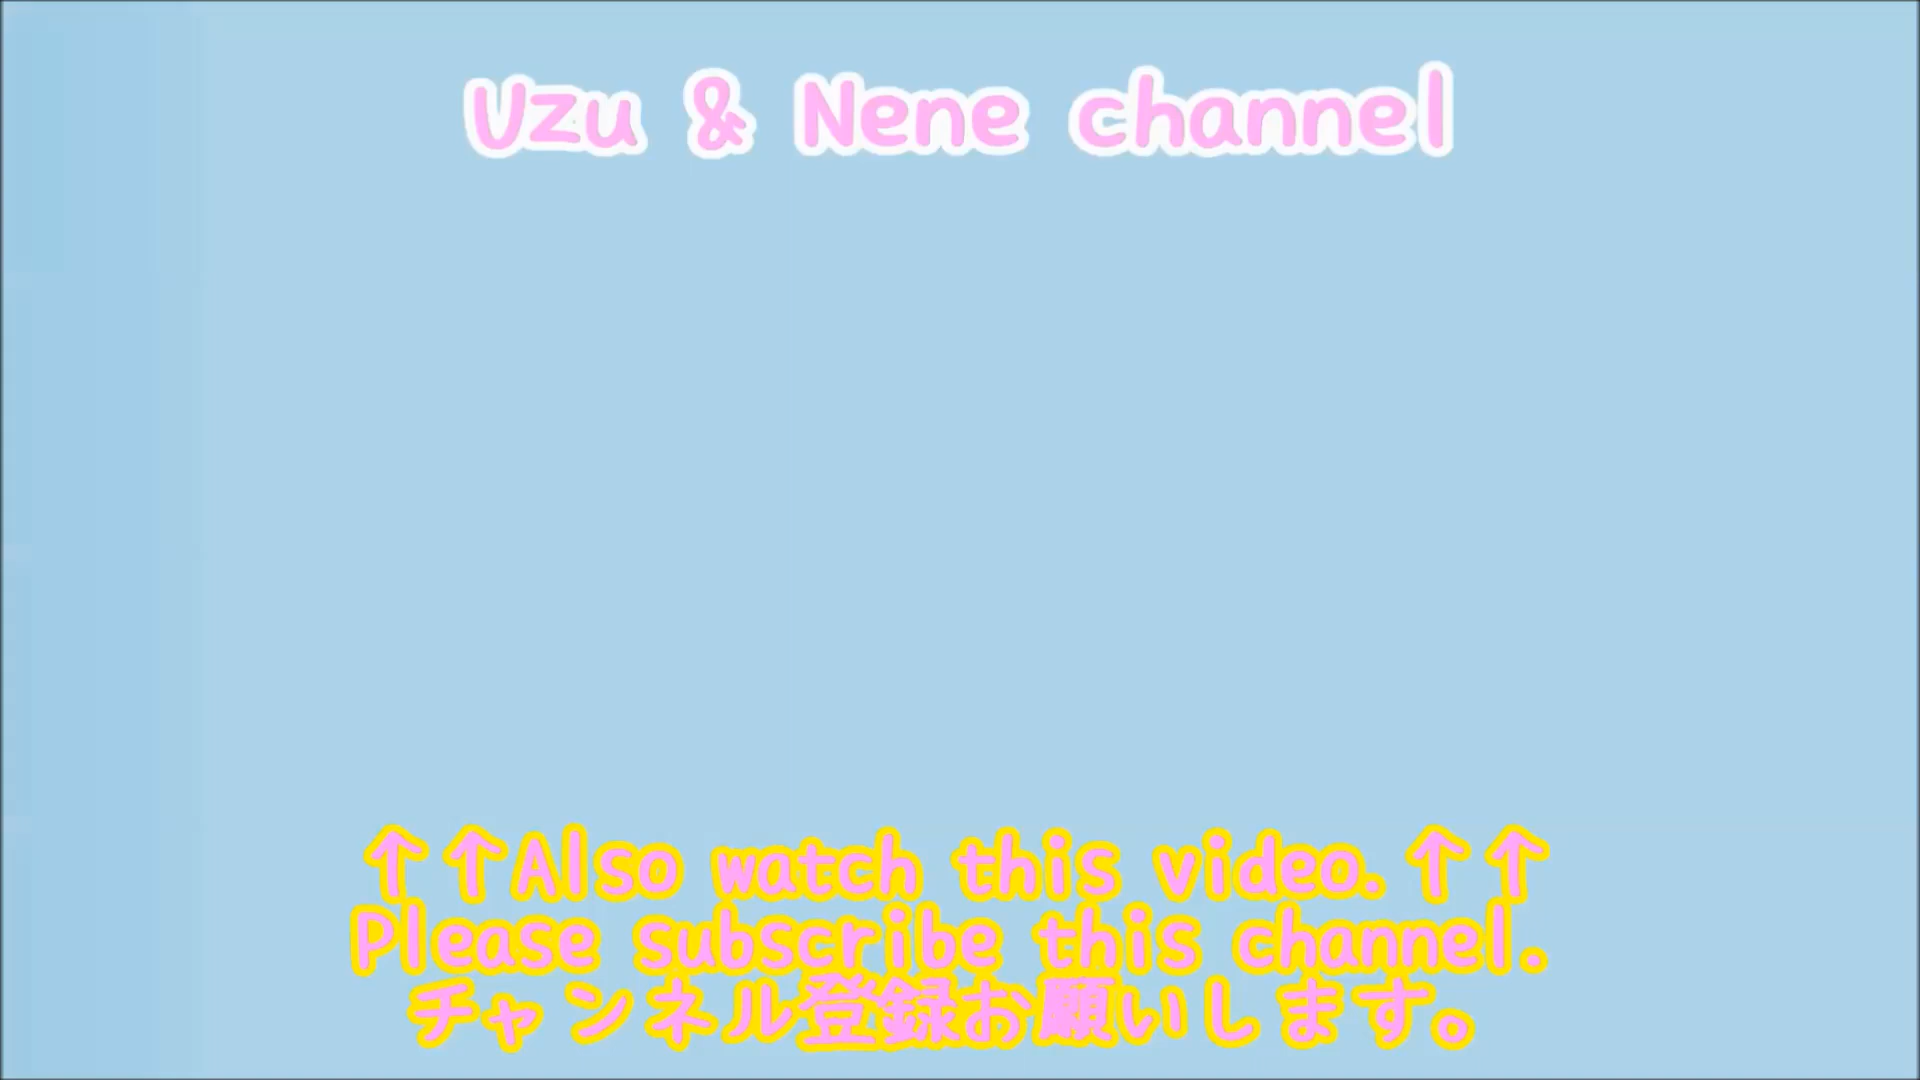 Uzu & Nene channel
↑↑Also watch this video.↑↑
Please subscribe this channel.
チャンネル登録お願いします。